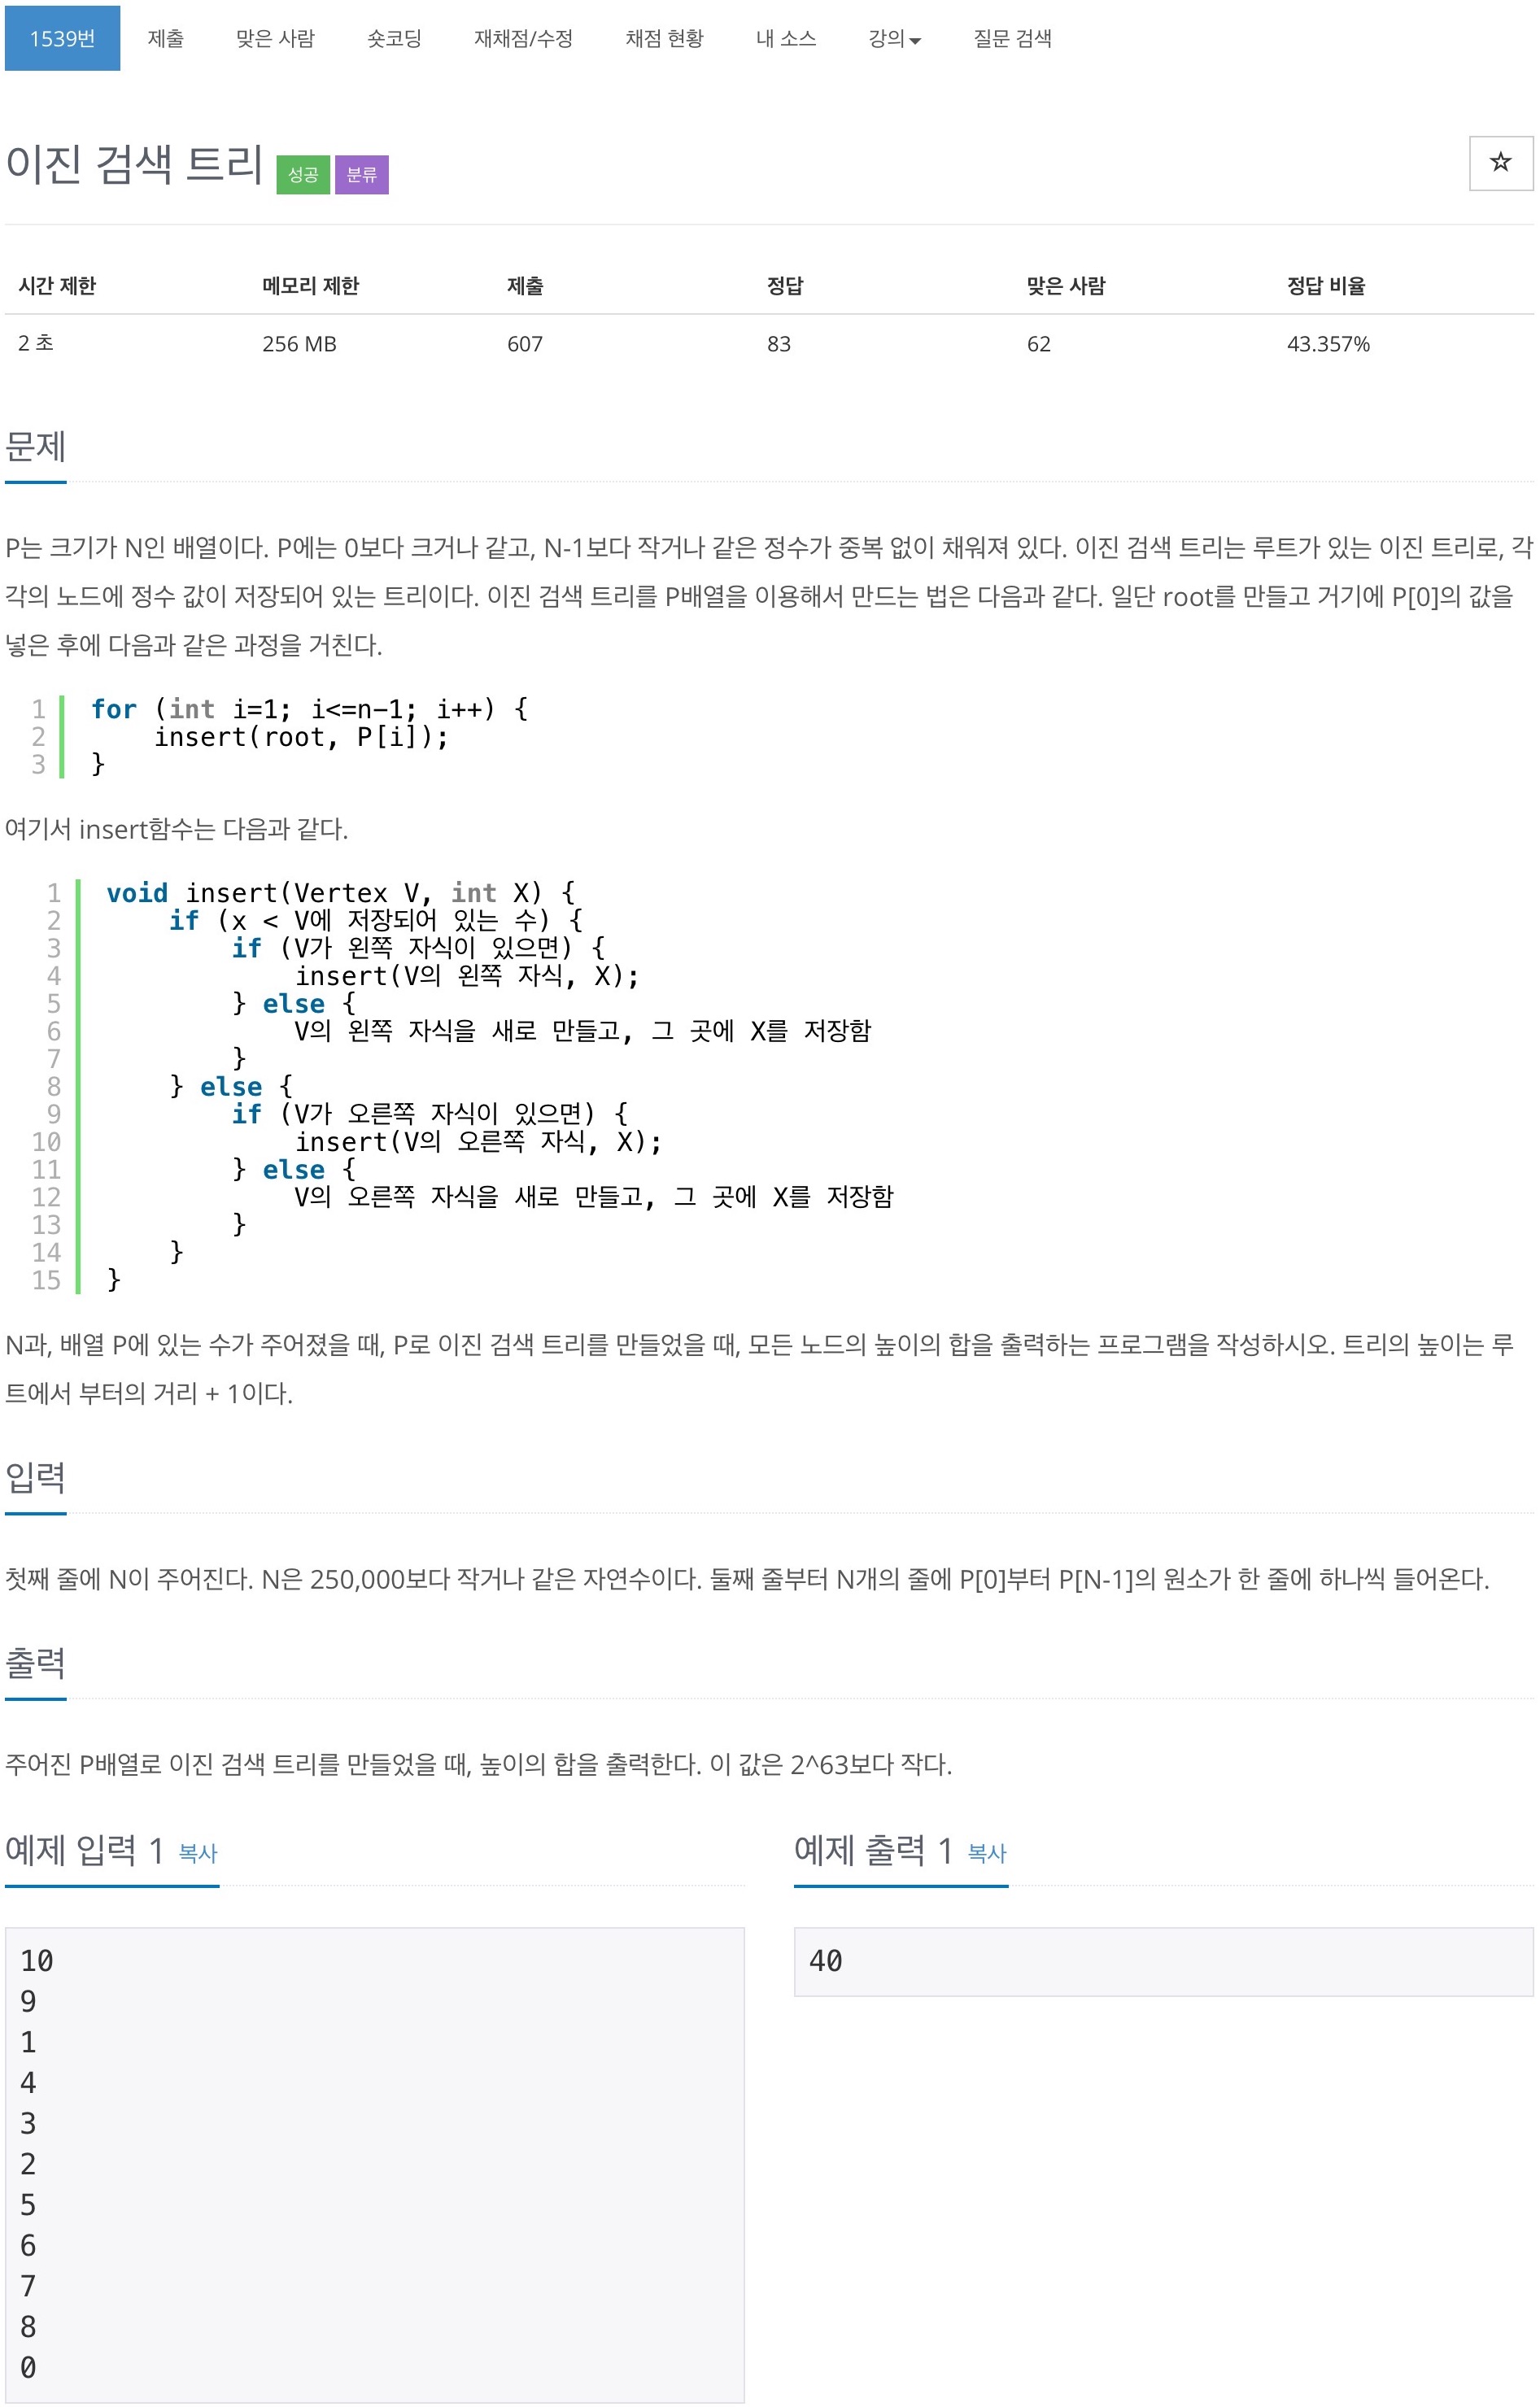 1539번 제출 맞은 사람 숏코딩 재채점/수정 채점 현황 내 소스 강의 질문 검색
이진 검색 트리 성공 분류
시간 제한 메모리 제한 제출 정답 맞은 사람 정답 비율
2 초 256 MB 607 83 62 43.357%
문제
P는 크기가 N인 배열이다. P에는 0보다 크거나 같고, N-1보다 작거나 같은 정수가 중복 없이 채워져 있다. 이진 검색 트리는 루트가 있는 이진 트리로, 각
각의 노드에 정수 값이 저장되어 있는 트리이다. 이진 검색 트리를 P배열을 이용해서 만드는 법은 다음과 같다. 일단 root를 만들고 거기에 P[0]의 값을
넣은 후에 다음과 같은 과정을 거친다.
1 for (int i=1; i<=n-1; i++) {
2     insert(root, P[i]);
3 }
여기서 insert함수는 다음과 같다.
1 void insert(Vertex V, int X) {
2     if (x < V에 저장되어 있는 수) {
3         if (V가 왼쪽 자식이 있으면) {
4             insert(V의 왼쪽 자식, X);
5         } else {
6             V의 왼쪽 자식을 새로 만들고, 그 곳에 X를 저장함
7         }
8     } else {
9         if (V가 오른쪽 자식이 있으면) {
10             insert(V의 오른쪽 자식, X);
11         } else {
12             V의 오른쪽 자식을 새로 만들고, 그 곳에 X를 저장함
13         }
14     }
15 }
N과, 배열 P에 있는 수가 주어졌을 때, P로 이진 검색 트리를 만들었을 때, 모든 노드의 높이의 합을 출력하는 프로그램을 작성하시오. 트리의 높이는 루
트에서 부터의 거리 + 1이다.
입력
첫째 줄에 N이 주어진다. N은 250,000보다 작거나 같은 자연수이다. 둘째 줄부터 N개의 줄에 P[0]부터 P[N-1]의 원소가 한 줄에 하나씩 들어온다.
출력
주어진 P배열로 이진 검색 트리를 만들었을 때, 높이의 합을 출력한다. 이 값은 2^63보다 작다.
예제 입력 1 복사
10
9
1
4
3
2
5
6
7
8
0
예제 출력 1 복사
40